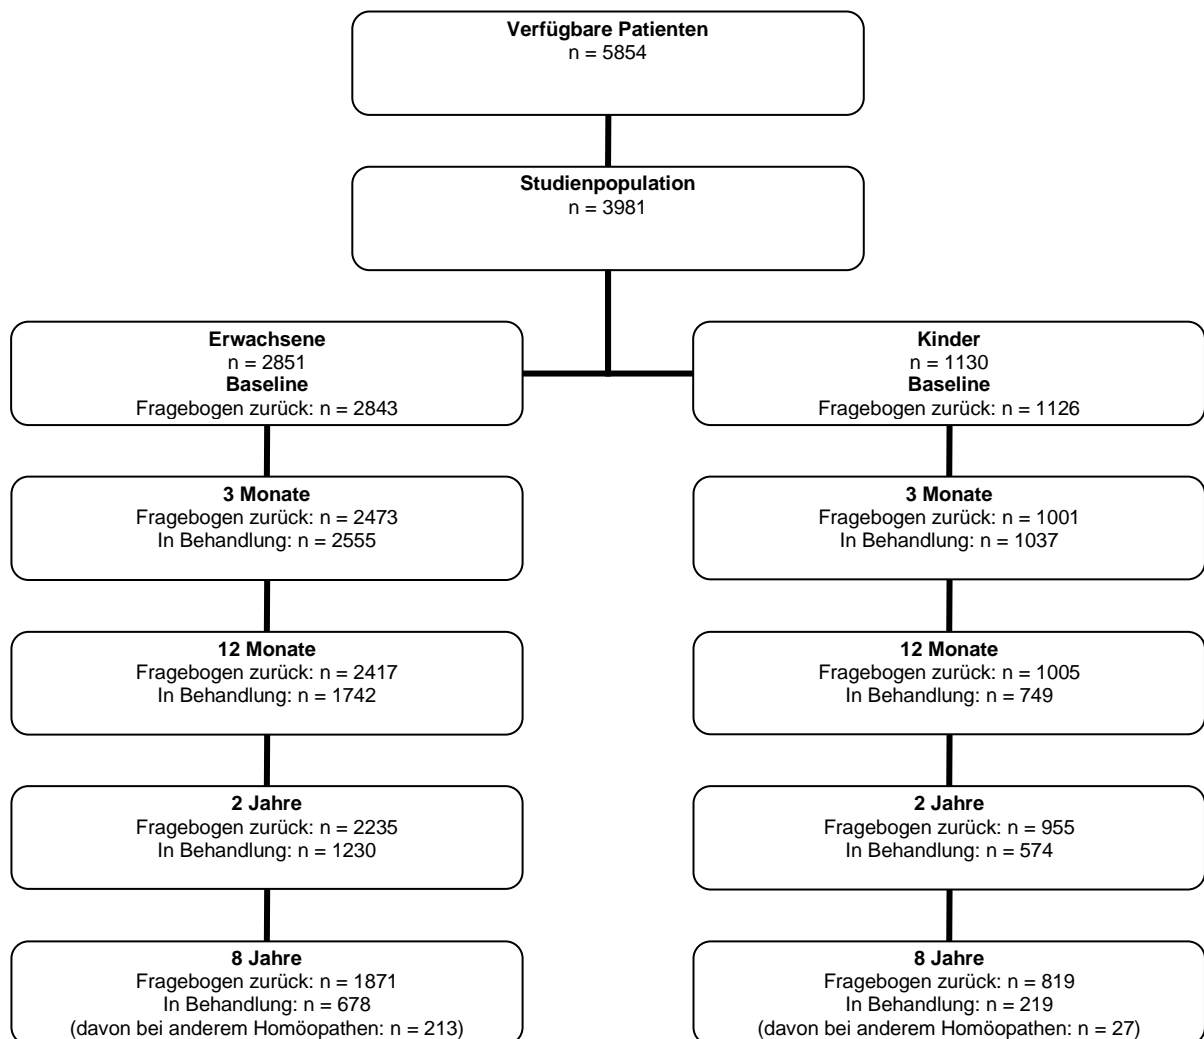 Verfügbare Patienten
n = 5854
Studienpopulation
n = 3981
Erwachsene
n = 2851
Baseline
Fragebogen zurück: n = 2843
Kinder
n = 1130
Baseline
Fragebogen zurück: n = 1126
3 Monate
Fragebogen zurück: n = 2473
In Behandlung: n = 2555
3 Monate
Fragebogen zurück: n = 1001
In Behandlung: n = 1037
12 Monate
Fragebogen zurück: n = 2417
In Behandlung: n = 1742
12 Monate
Fragebogen zurück: n = 1005
In Behandlung: n = 749
2 Jahre
Fragebogen zurück: n = 2235
In Behandlung: n = 1230
2 Jahre
Fragebogen zurück: n = 955
In Behandlung: n = 574
8 Jahre
Fragebogen zurück: n = 1871
In Behandlung: n = 678
(davon bei anderem Homöopathen: n = 213)
8 Jahre
Fragebogen zurück: n = 819
In Behandlung: n = 219
(davon bei anderem Homöopathen: n = 27)